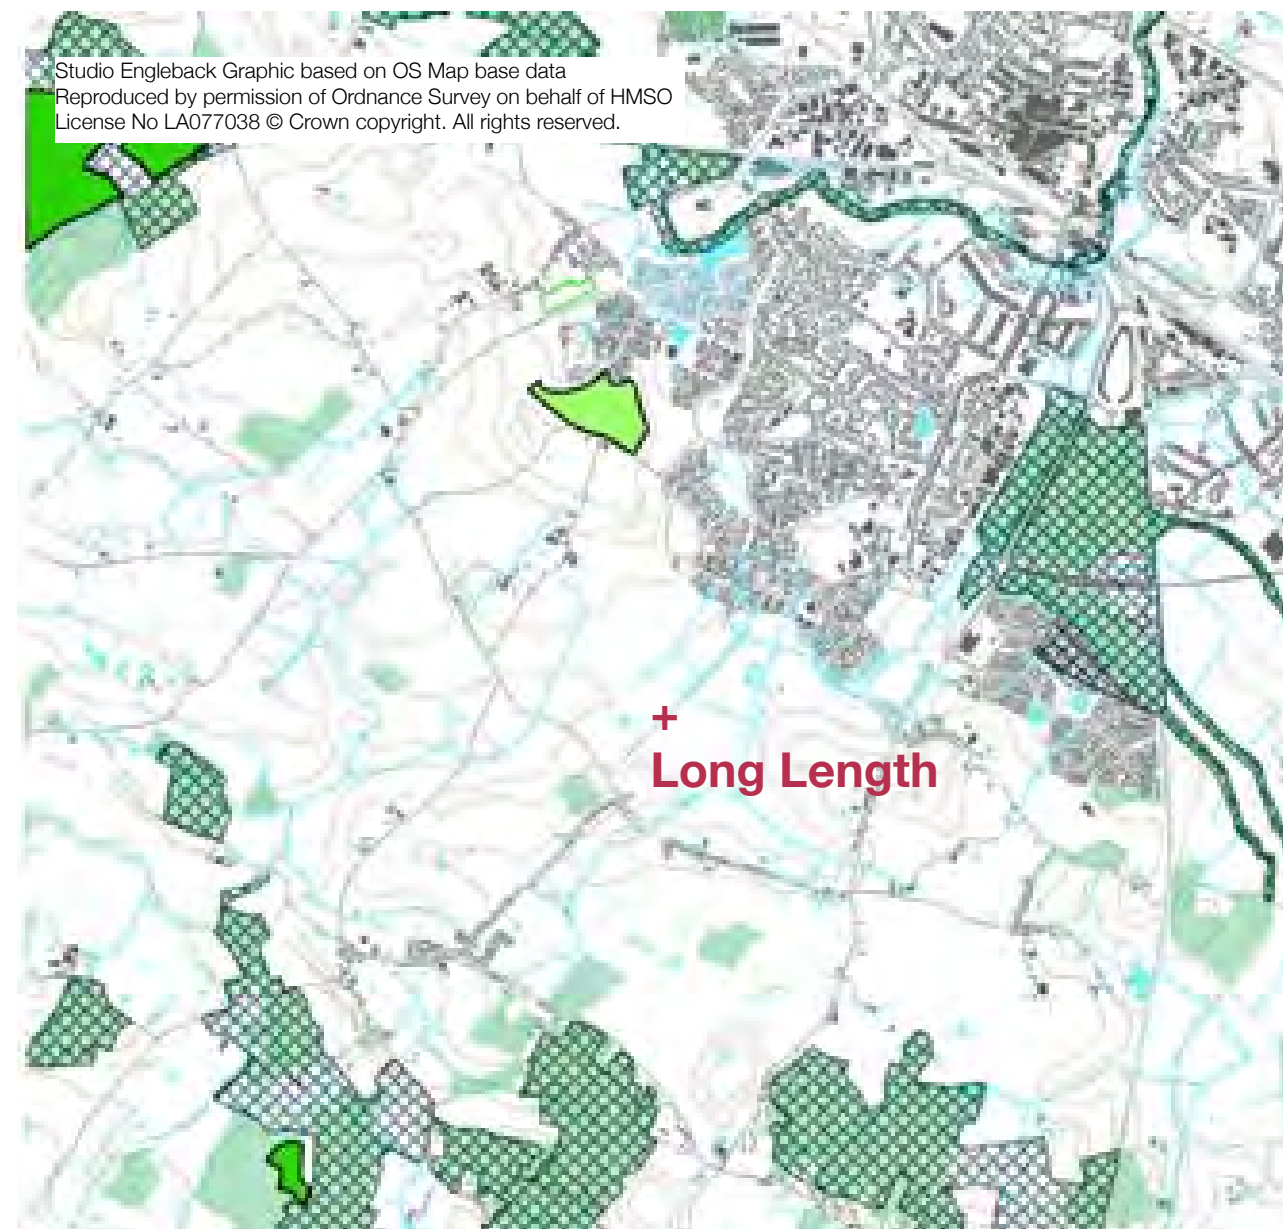 Studio Engleback Graphic based on OS Map base data
Reproduced by permission of Ordnance Survey on behalf of HMSO
License No LA077038 © Crown copyright. All rights reserved.
+
Long Length